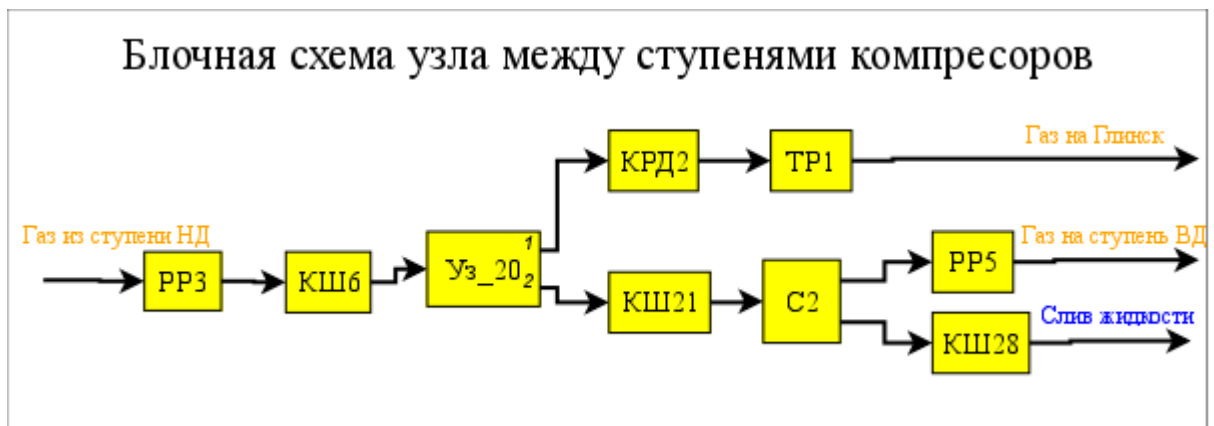 Блочная схема узла между ступенями компресоров
Газ на Глинск
КРД2
ТР1
Газ из ступени НД
Газ на ступень ВД
РР3
КШ6
Уз_20
1
2
КШ21
С2
РР5
Слив жидкости
КШ28